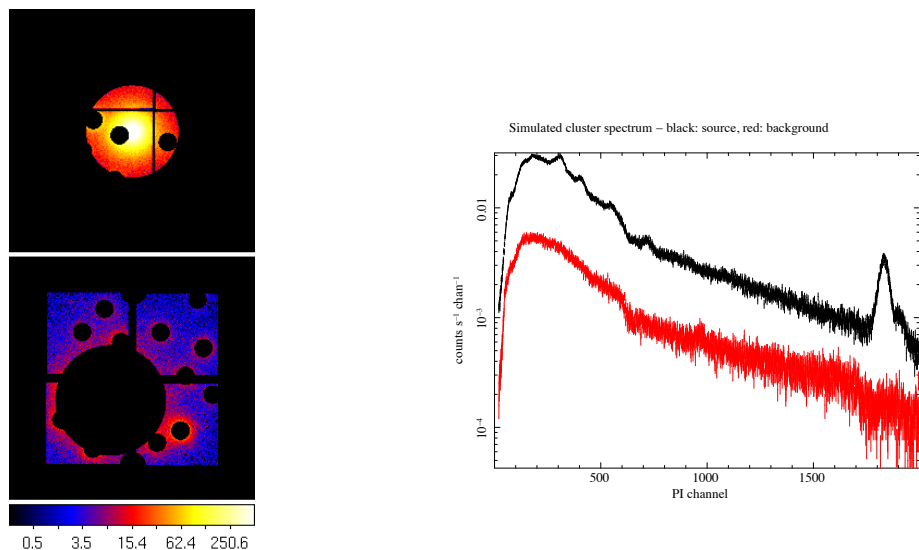 Simulated cluster spectrum – black: source, red: background
counts s⁻¹ chan⁻¹
0.01
10⁻³
10⁻⁴
500 1000 1500
PI channel
0.5 3.5 15.4 62.4 250.6